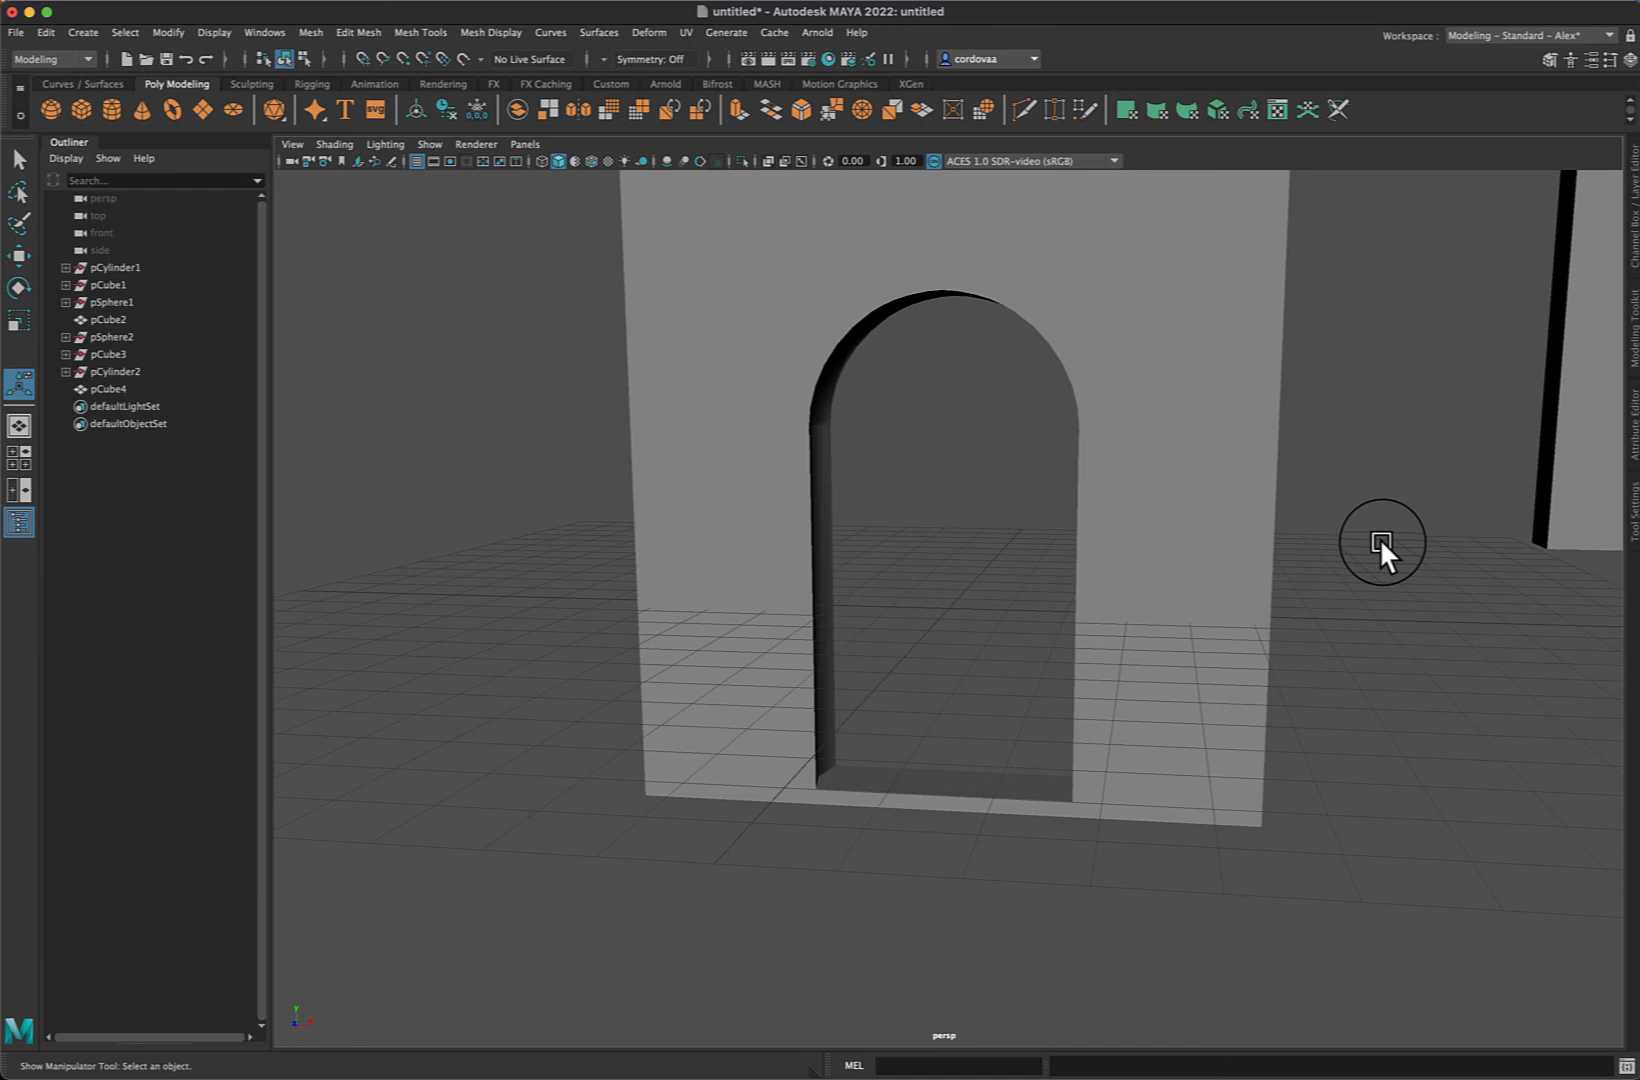 untitled* - Autodesk MAYA 2022: untitled
File Edit Create Select Modify Display Windows Mesh Edit Mesh Mesh Tools Mesh Display Curves Surfaces Deform UV Generate Cache Arnold Help
Workspace : Modeling - Standard - Alex*
Modeling
No Live Surface
Symmetry: Off
cordovaa
Curves / Surfaces Poly Modeling Sculpting Rigging Animation Rendering FX FX Caching Custom Arnold Bifrost MASH Motion Graphics XGen
T
SVG
Outliner
Display Show Help
Search...
persp
top
front
side
pCylinder1
pCube1
pSphere1
pCube2
pSphere2
pCube3
pCylinder2
pCube4
defaultLightSet
defaultObjectSet
View Shading Lighting Show Renderer Panels
0.00
1.00
ACES 1.0 SDR-video (sRGB)
Channel Box / Layer Editor
Modeling Toolkit
Attribute Editor
Tool Settings
y
persp
M
Show Manipulator Tool: Select an object.
MEL